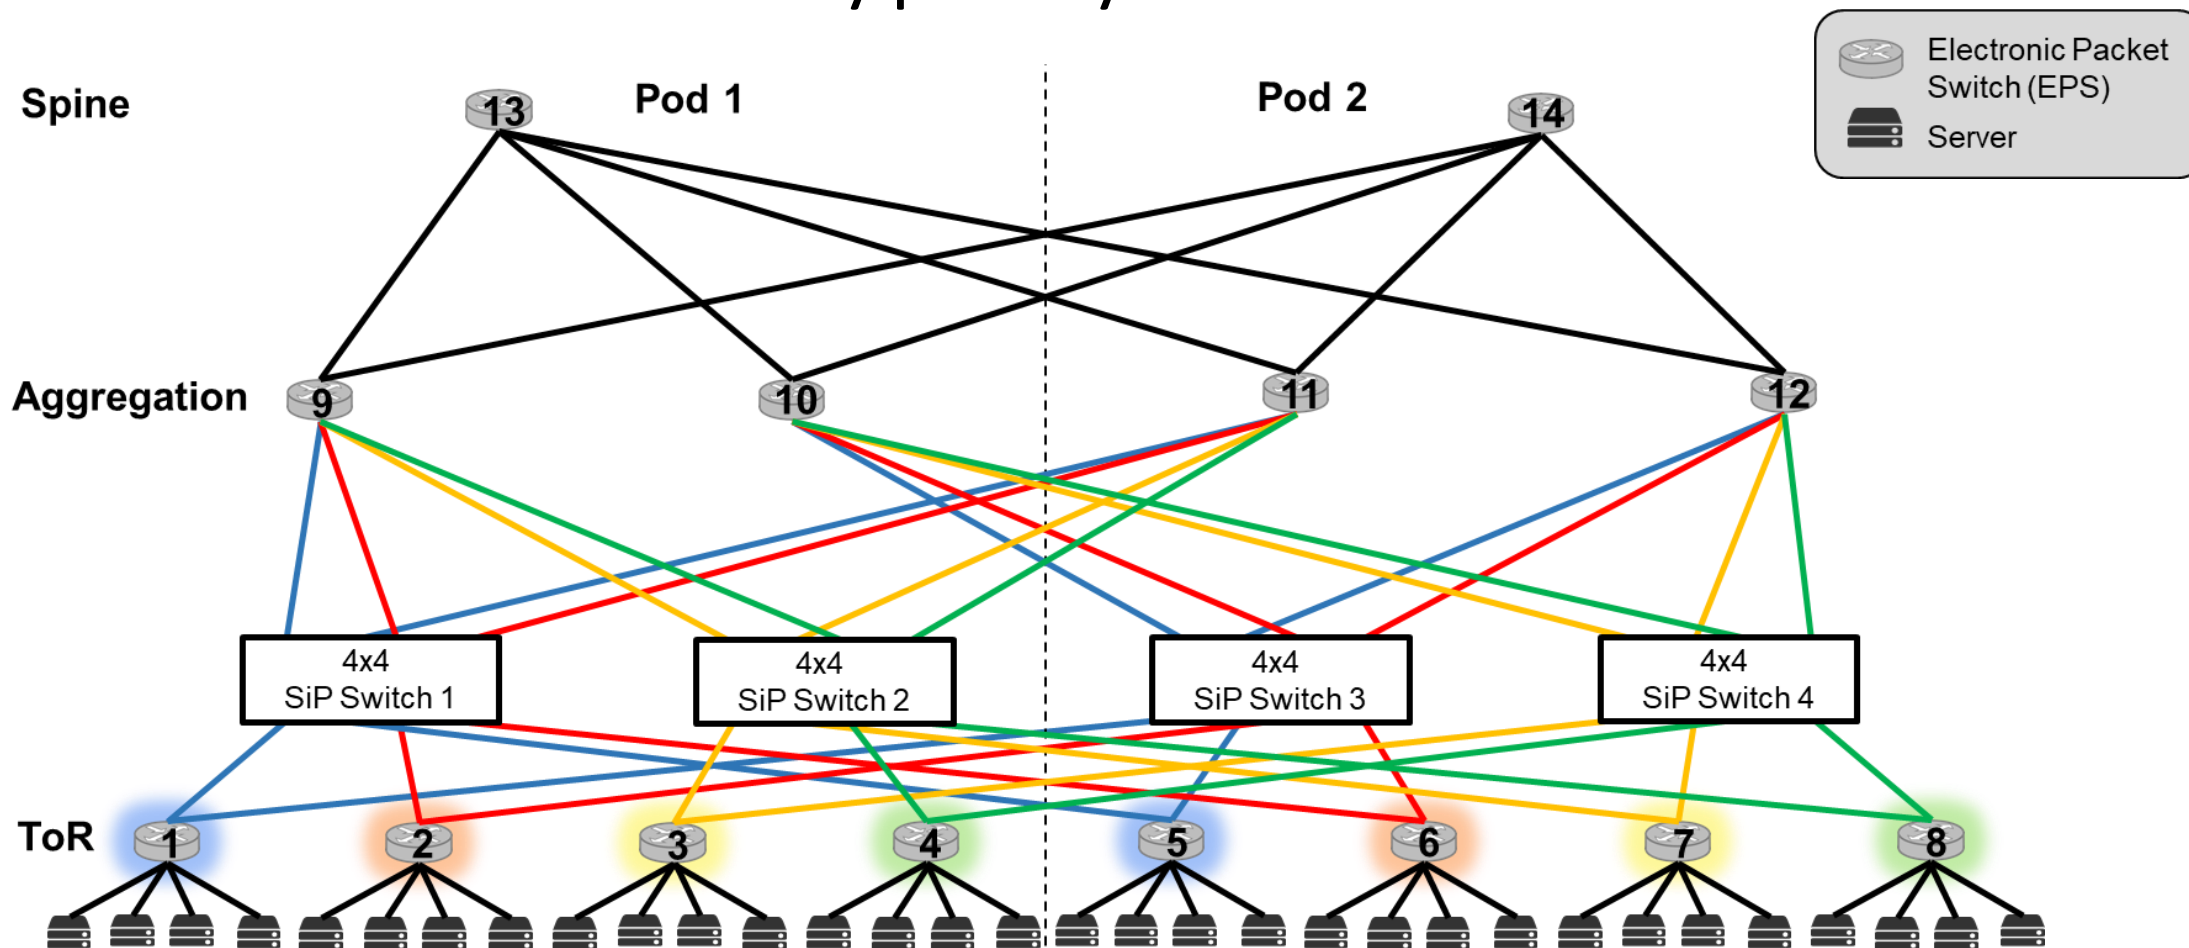 Electronic Packet
Switch (EPS)
Server
Spine
13
Pod 1
Pod 2
14
Aggregation
9
10
11
12
4x4
SiP Switch 1
4x4
SiP Switch 2
4x4
SiP Switch 3
4x4
SiP Switch 4
ToR
1
2
3
4
5
6
7
8